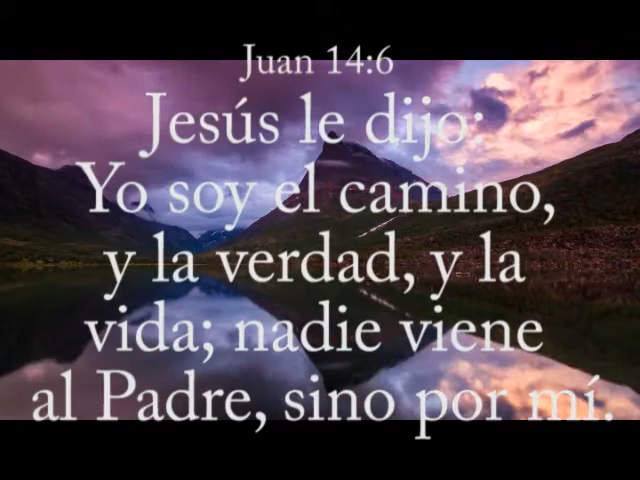 Juan 14:6
Jesús le dijo:
Yo soy el camino,
y la verdad, y la
vida; nadie viene
al Padre, sino por mí.